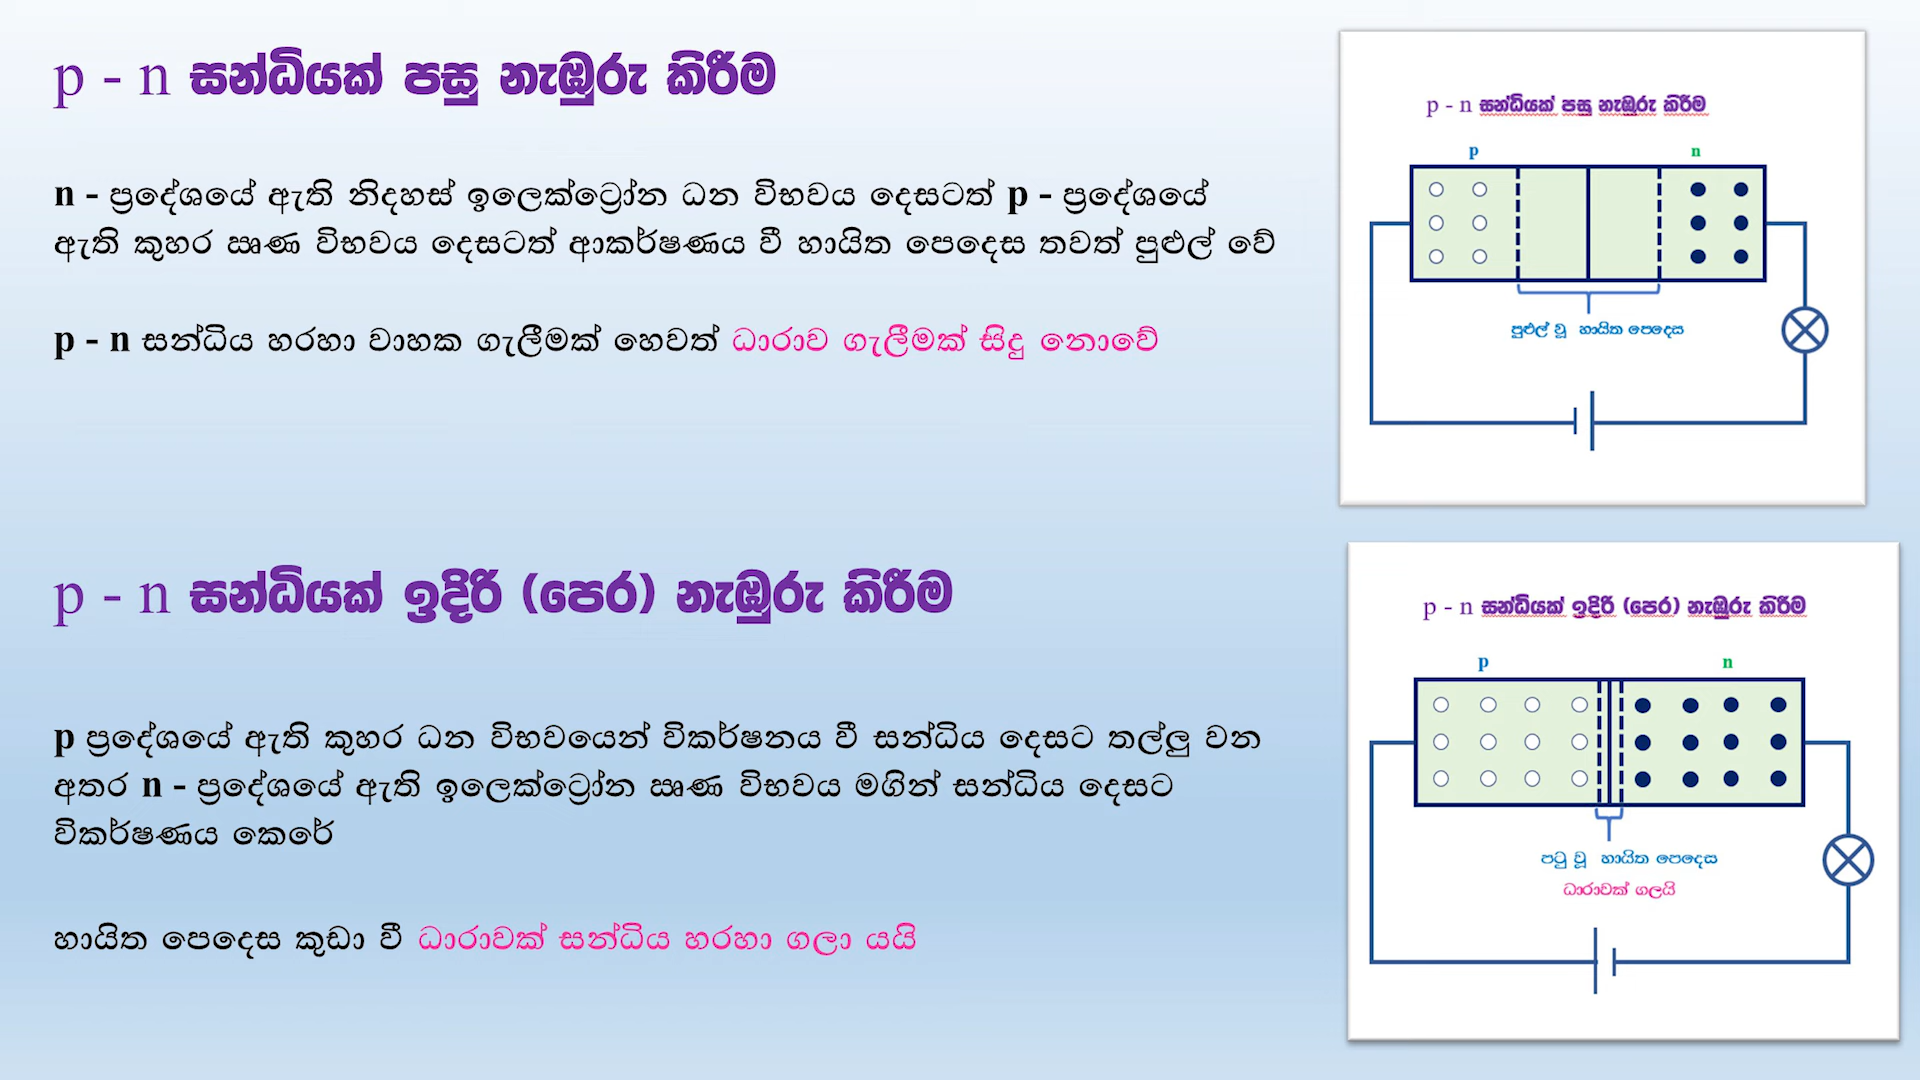 p - n සන්ධියක් පසු නැඹුරු කිරීම
n - ප්‍රදේශයේ ඇති නිදහස් ඉලෙක්ට්‍රෝන ධන විභවය දෙසටත් p - ප්‍රදේශයේ
ඇති කුහර ඍණ විභවය දෙසටත් ආකර්ෂණය වී හායිත පෙදෙස තවත් පුළුල් වේ
p - n සන්ධිය හරහා වාහක ගැලීමක් හෙවත් ධාරාව ගැලීමක් සිදු නොවේ
p - n සන්ධියක් පසු නැඹුරු කිරීම
p n
පුළුල් වූ හායිත පෙදෙස
p - n සන්ධියක් ඉදිරි (පෙර) නැඹුරු කිරීම
p ප්‍රදේශයේ ඇති කුහර ධන විභවයෙන් විකර්ෂනය වී සන්ධිය දෙසට තල්ලු වන
අතර n - ප්‍රදේශයේ ඇති ඉලෙක්ට්‍රෝන ඍණ විභවය මගින් සන්ධිය දෙසට
විකර්ෂණය කෙරේ
හායිත පෙදෙස කුඩා වී ධාරාවක් සන්ධිය හරහා ගලා යයි
p - n සන්ධියක් ඉදිරි (පෙර) නැඹුරු කිරීම
p n
පටු වූ හායිත පෙදෙස
ධාරාවක් ගලයි